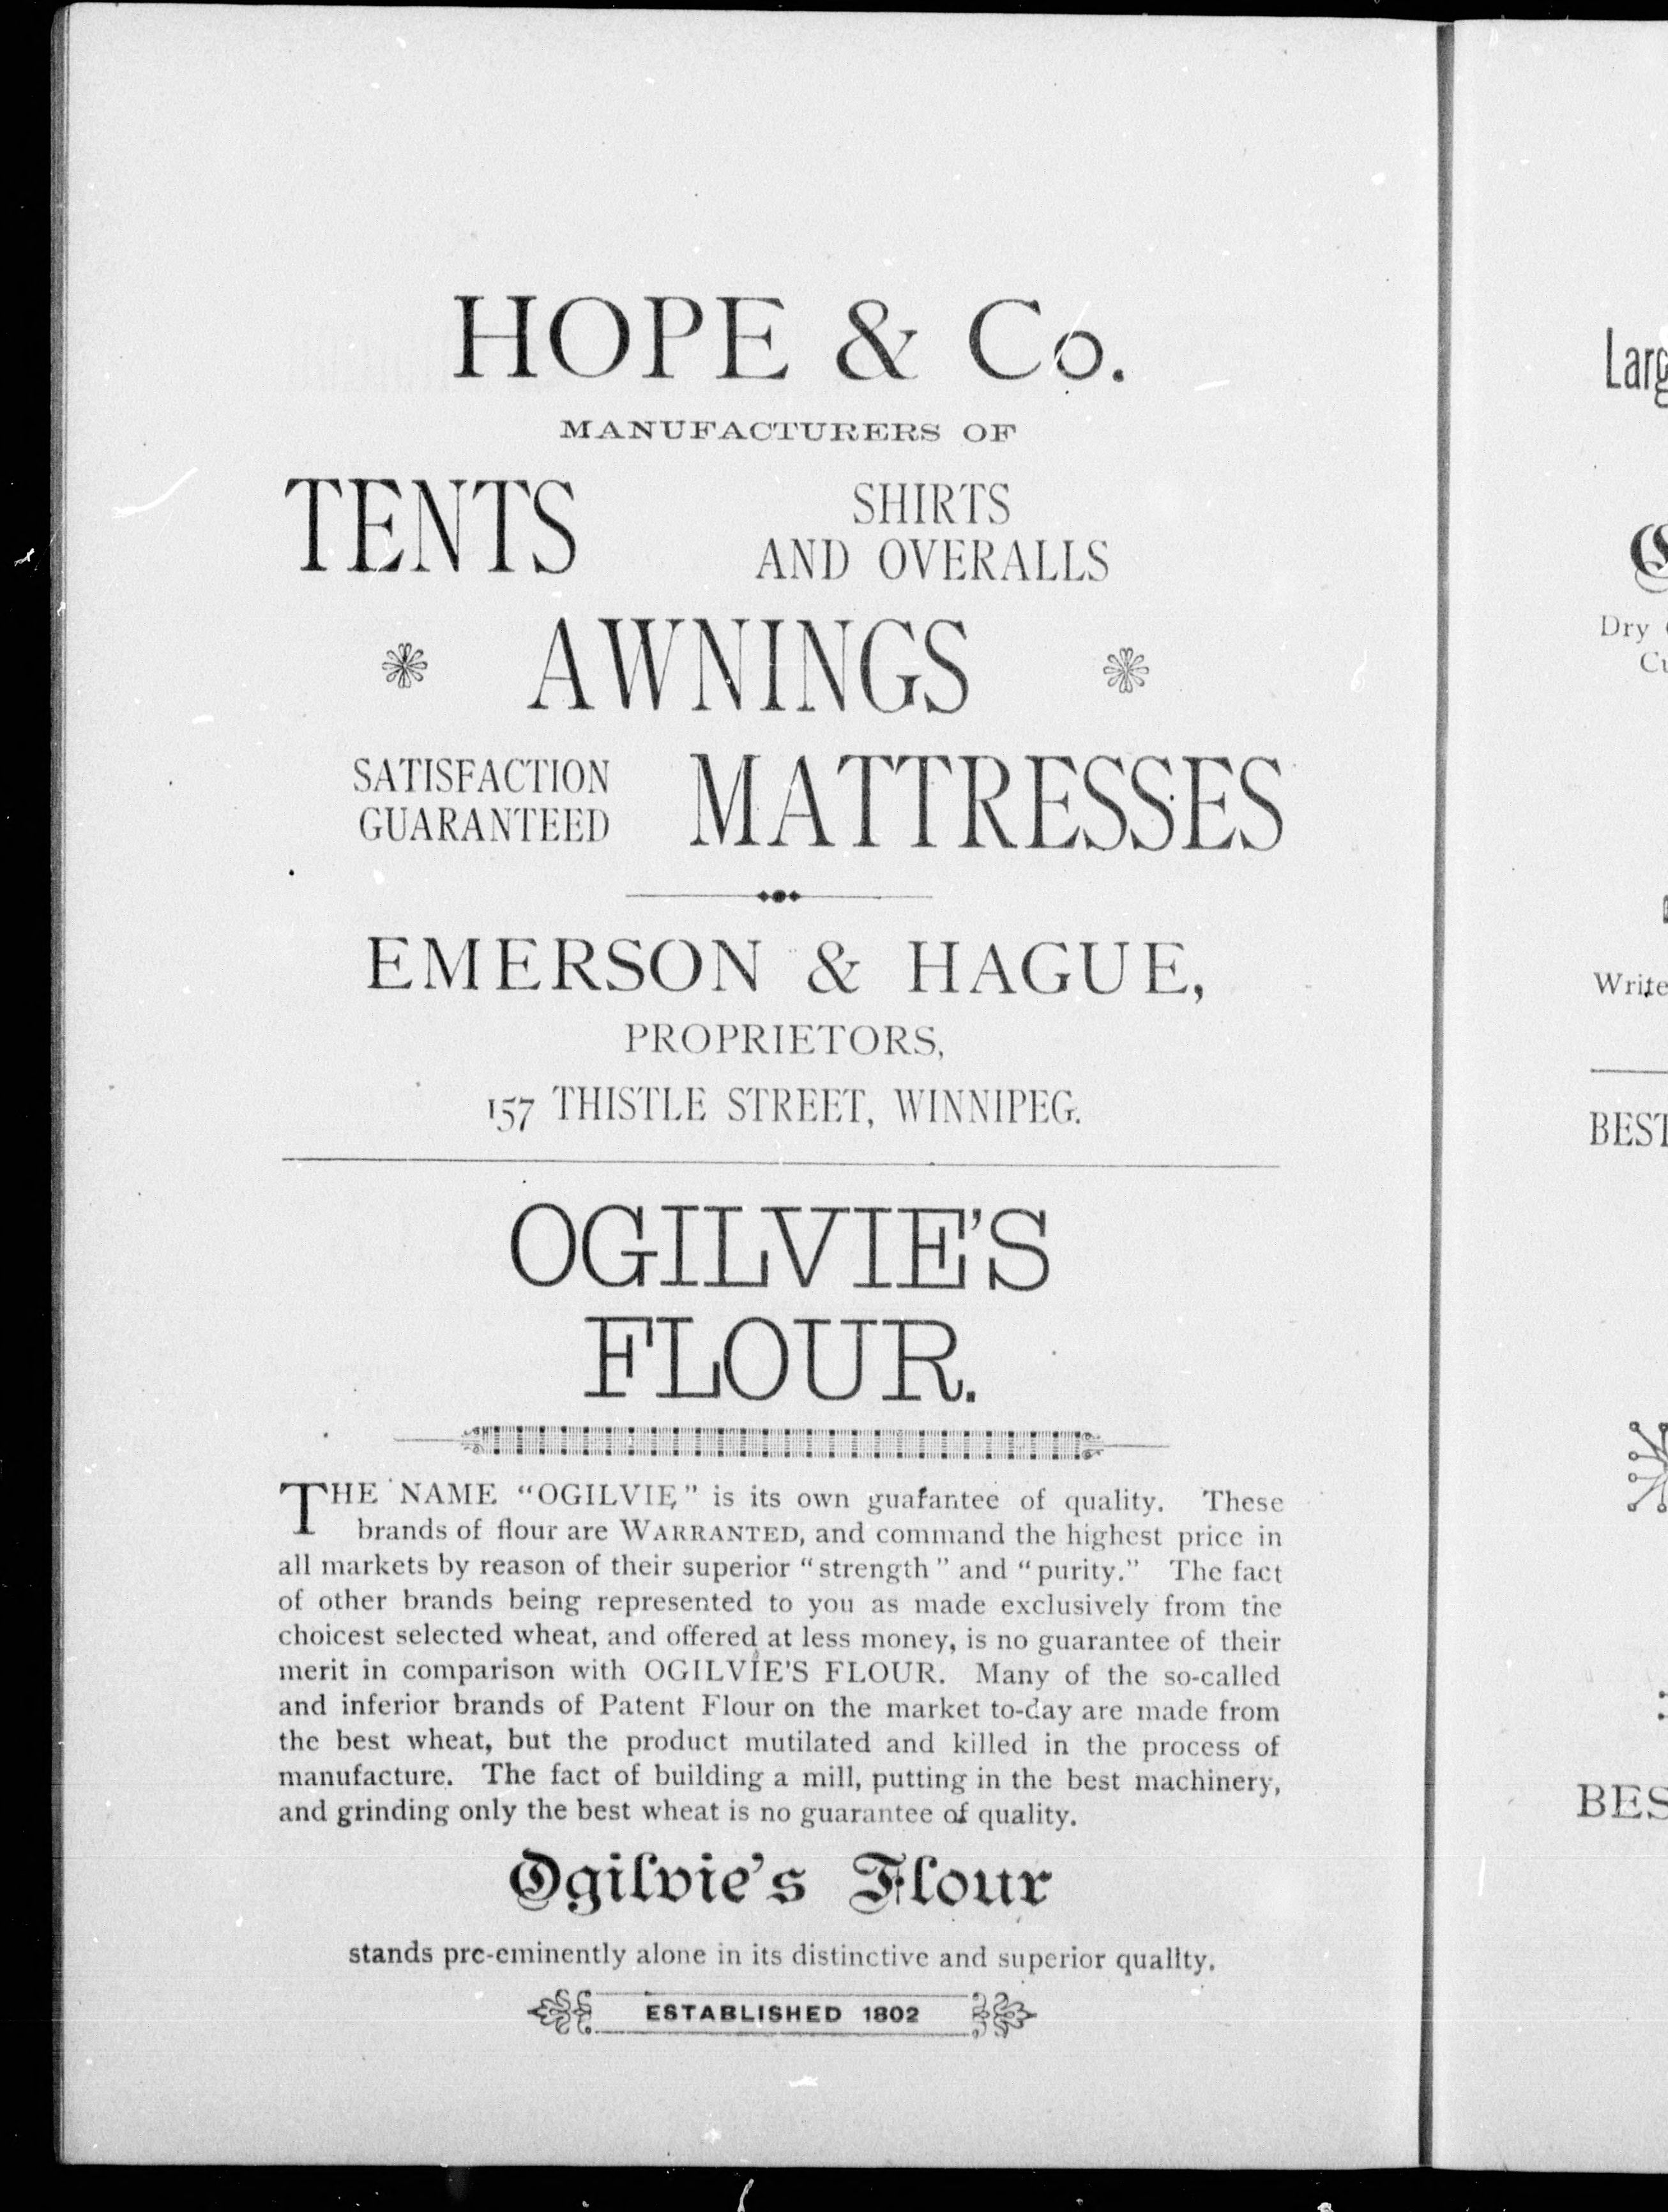 HOPE & Co.
MANUFACTURERS OF
TENTS
SHIRTS
AND OVERALLS
AWNINGS
SATISFACTION
GUARANTEED
MATTRESSES
EMERSON & HAGUE,
PROPRIETORS,
157 THISTLE STREET, WINNIPEG.
OGILVIE'S
FLOUR.
THE NAME “OGILVIE,” is its own guarantee of quality. These
brands of flour are WARRANTED, and command the highest price in
all markets by reason of their superior “strength” and “purity.” The fact
of other brands being represented to you as made exclusively from the
choicest selected wheat, and offered at less money, is no guarantee of their
merit in comparison with OGILVIE'S FLOUR. Many of the so-called
and inferior brands of Patent Flour on the market to-day are made from
the best wheat, but the product mutilated and killed in the process of
manufacture. The fact of building a mill, putting in the best machinery,
and grinding only the best wheat is no guarantee of quality.
Ogilvie's Flour
stands pre-eminently alone in its distinctive and superior quality.
ESTABLISHED 1802
Dry
Write
BEST